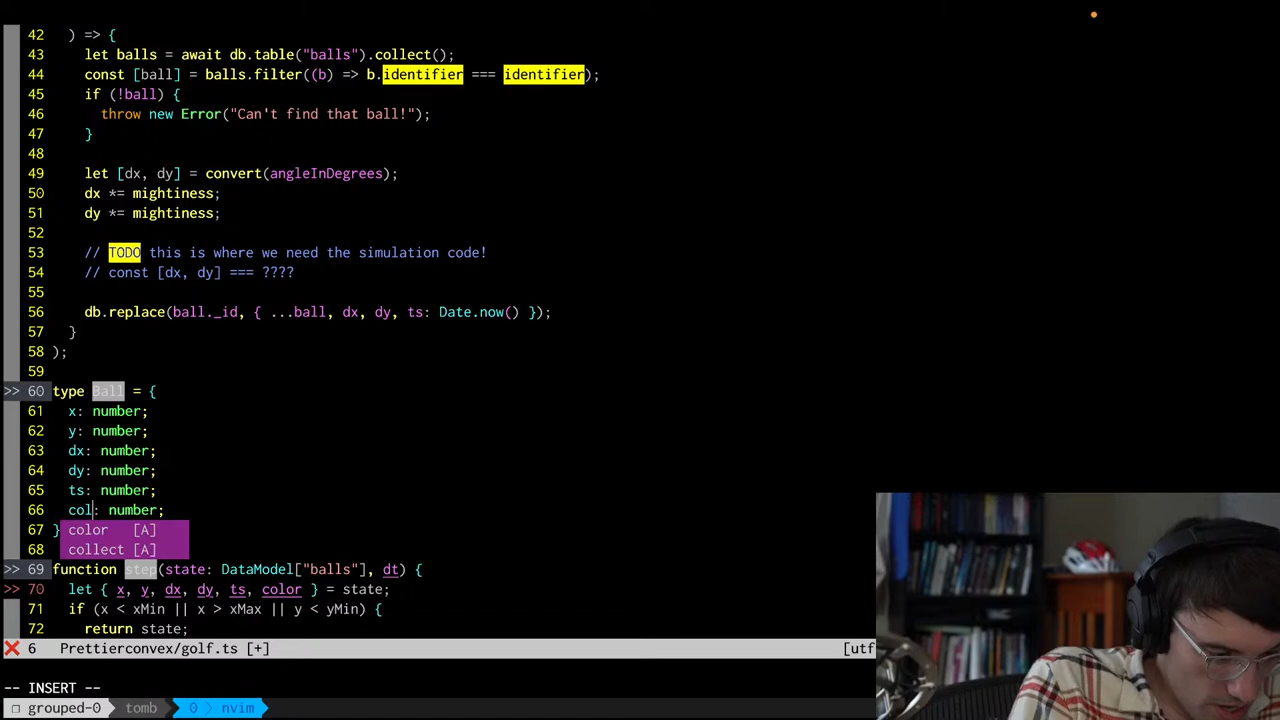 42 ) => {
43 let balls = await db.table("balls").collect();
44 const [ball] = balls.filter((b) => b.identifier === identifier);
45 if (!ball) {
46 throw new Error("Can't find that ball!");
47 }
48
49 let [dx, dy] = convert(angleInDegrees);
50 dx *= mightiness;
51 dy *= mightiness;
52
53 // TODO this is where we need the simulation code!
54 // const [dx, dy] === ????
55
56 db.replace(ball._id, { ...ball, dx, dy, ts: Date.now() });
57 }
58 );
59
>> 60 type Ball = {
61 x: number;
62 y: number;
63 dx: number;
64 dy: number;
65 ts: number;
66 col: number;
67 } color [A]
68 collect [A]
>> 69 function step(state: DataModel["balls"], dt) {
>> 70 let { x, y, dx, dy, ts, color } = state;
71 if (x < xMin || x > xMax || y < yMin) {
72 return state;
❌ 6 Prettierconvex/golf.ts [+] [utf
-- INSERT --
□ grouped-0 tomb 0 > nvim